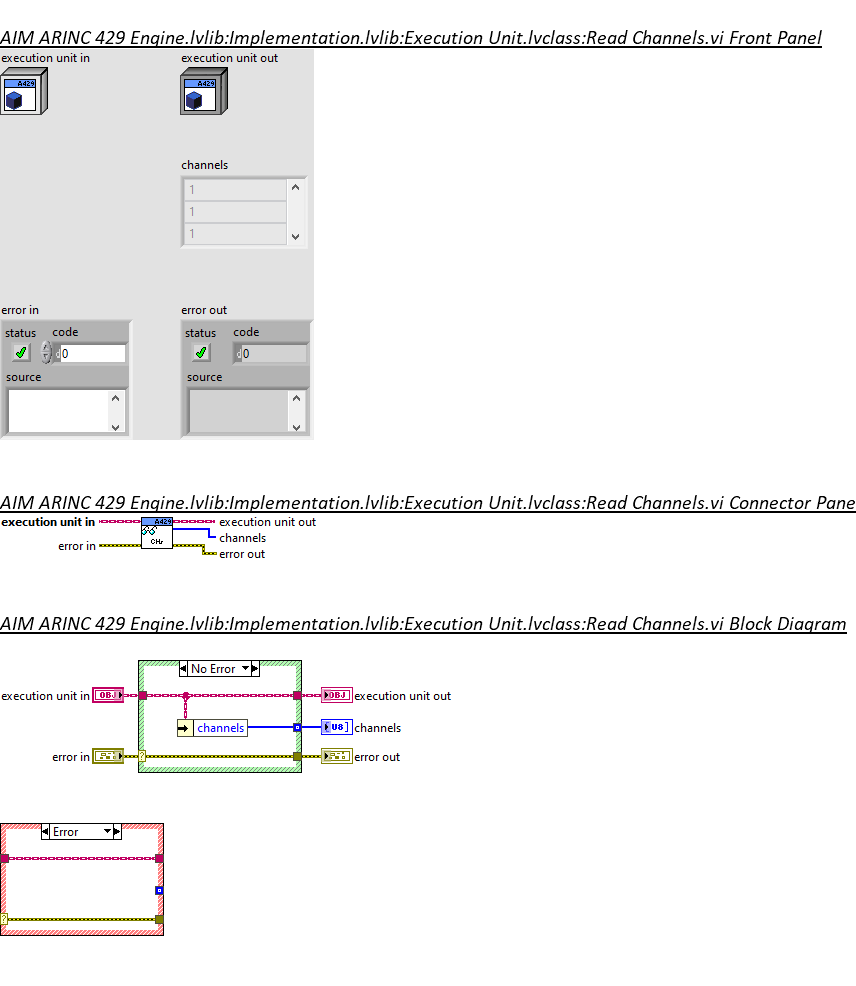 AIM ARINC 429 Engine.lvlib:Implementation.lvlib:Execution Unit.lvclass:Read Channels.vi Front Panel
execution unit in execution unit out
A429 A429
channels
1
1
1
error in error out
status code status code
d 0 d 0
source source
AIM ARINC 429 Engine.lvlib:Implementation.lvlib:Execution Unit.lvclass:Read Channels.vi Connector Pane
execution unit in A429 execution unit out
channels
CHs
error in error out
AIM ARINC 429 Engine.lvlib:Implementation.lvlib:Execution Unit.lvclass:Read Channels.vi Block Diagram
No Error
execution unit in OBJ OBJ execution unit out
channels U8 channels
error in ? error out
Error
?